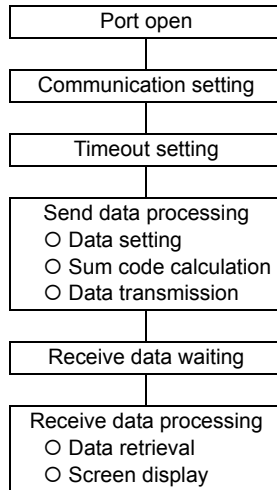 Port open
Communication setting
Timeout setting
Send data processing
○ Data setting
○ Sum code calculation
○ Data transmission
Receive data waiting
Receive data processing
○ Data retrieval
○ Screen display